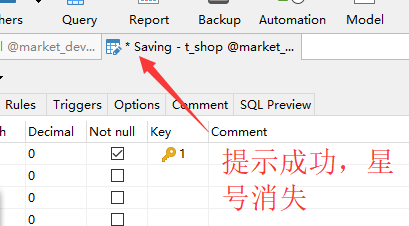 Users
Query
Report
Backup
Automation
Model
@market_dev...
* Saving - t_shop @market_...
Rules
Triggers
Options
Comment
SQL Preview
Decimal
Not null
Key
Comment
0
1
0
0
0
提示成功，星
号消失